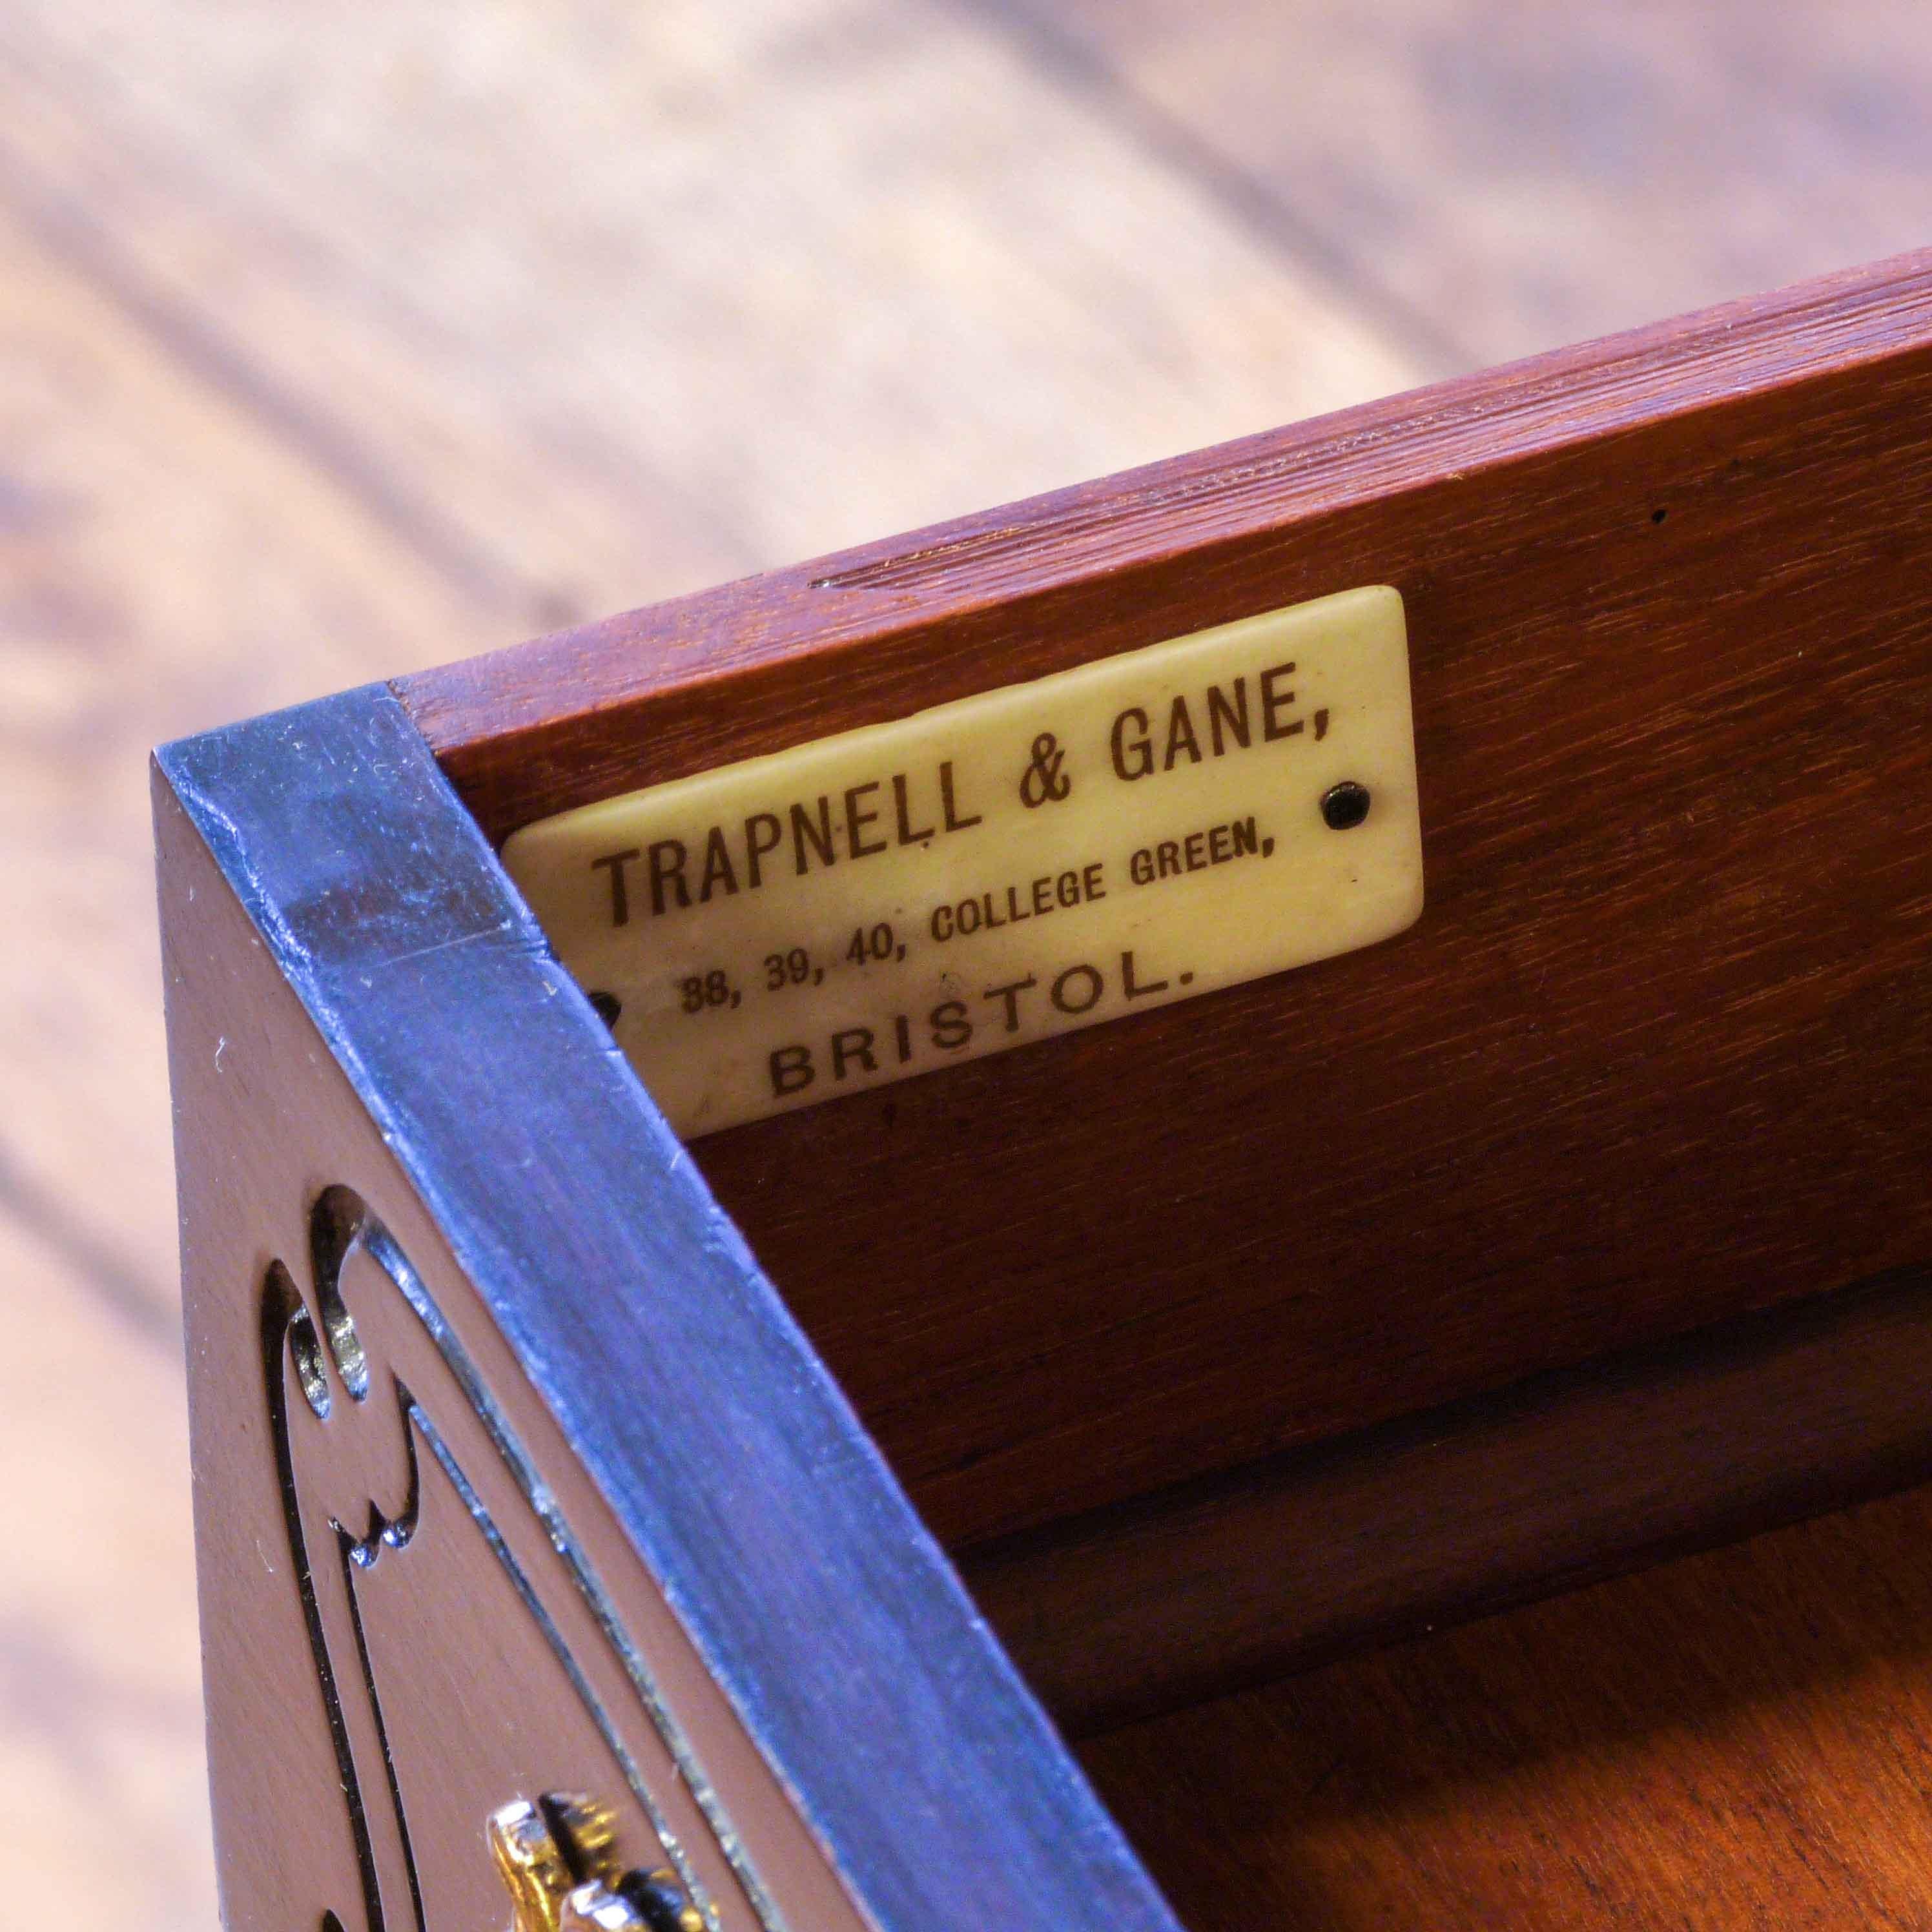 TRAPNELL & GANE,
38, 39, 40, COLLEGE GREEN,
BRISTOL.